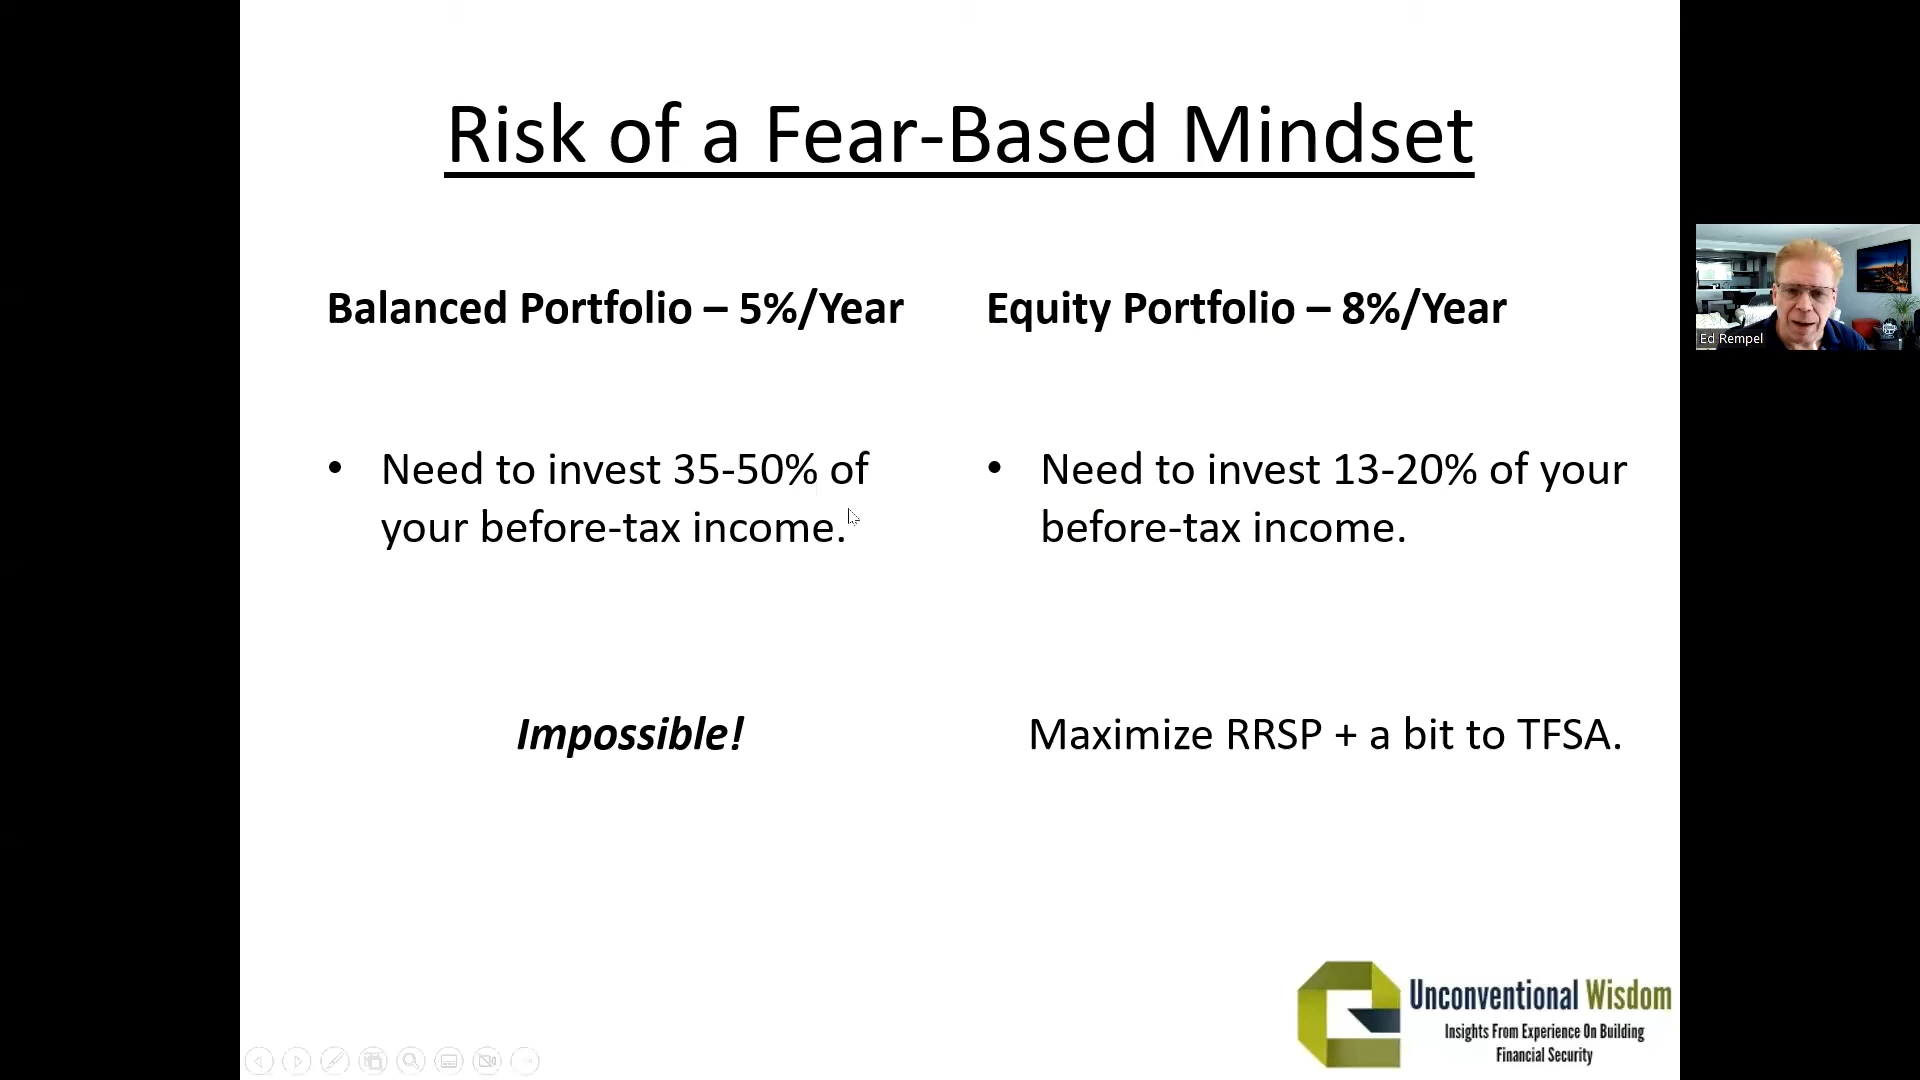 Risk of a Fear-Based Mindset
Balanced Portfolio – 5%/Year
• Need to invest 35-50% of
your before-tax income.
Impossible!
Equity Portfolio – 8%/Year
• Need to invest 13-20% of your
before-tax income.
Maximize RRSP + a bit to TFSA.
Ed Rempel
Unconventional Wisdom
Insights From Experience On Building
Financial Security